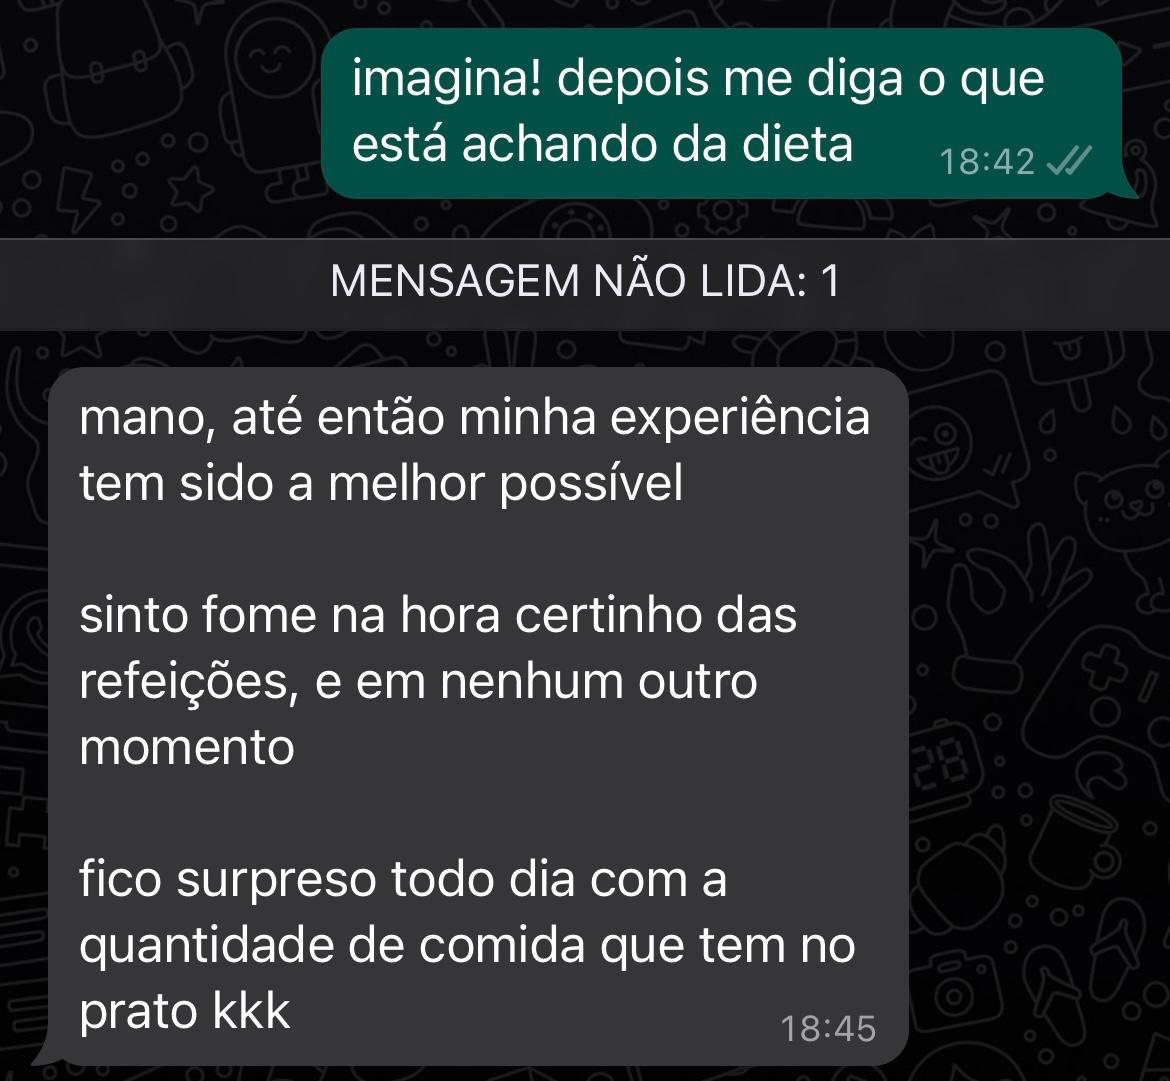 imagina! depois me diga o que
está achando da dieta
18:42
MENSAGEM NÃO LIDA: 1
mano, até então minha experiência
tem sido a melhor possível
sinto fome na hora certinho das
refeições, e em nenhum outro
momento
fico surpreso todo dia com a
quantidade de comida que tem no
prato kkk
18:45